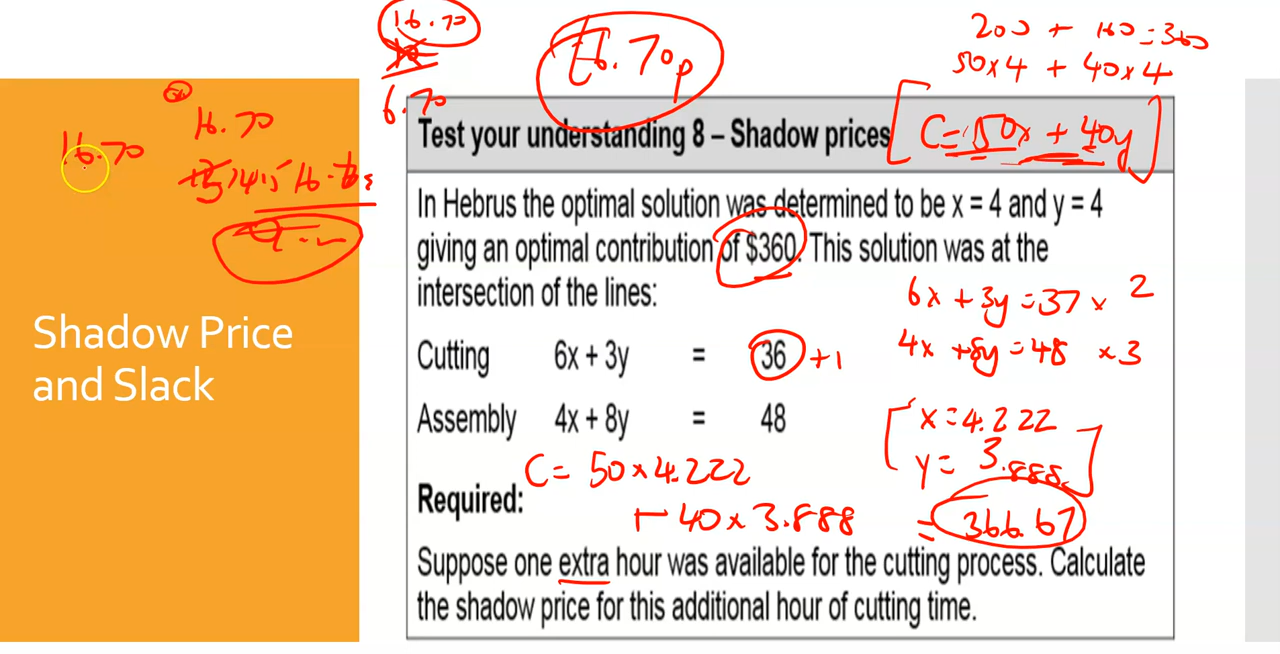 16.70
10
6.70
£6.70p
200 + 160 = 360
50x4 + 40x4
16.70
16.70
Test your understanding 8 – Shadow prices
C = 50x + 40y
In Hebrus the optimal solution was determined to be x = 4 and y = 4
giving an optimal contribution of $360. This solution was at the
intersection of the lines:
6x + 3y = 37 x 2
Shadow Price
and Slack
Cutting 6x + 3y = 36 +1
4x + 8y = 48 x3
Assembly 4x + 8y = 48
x = 4.222
y = 3.888
C = 50 x 4.222
+ 40 x 3.888 = 366.67
Required:
Suppose one extra hour was available for the cutting process. Calculate
the shadow price for this additional hour of cutting time.